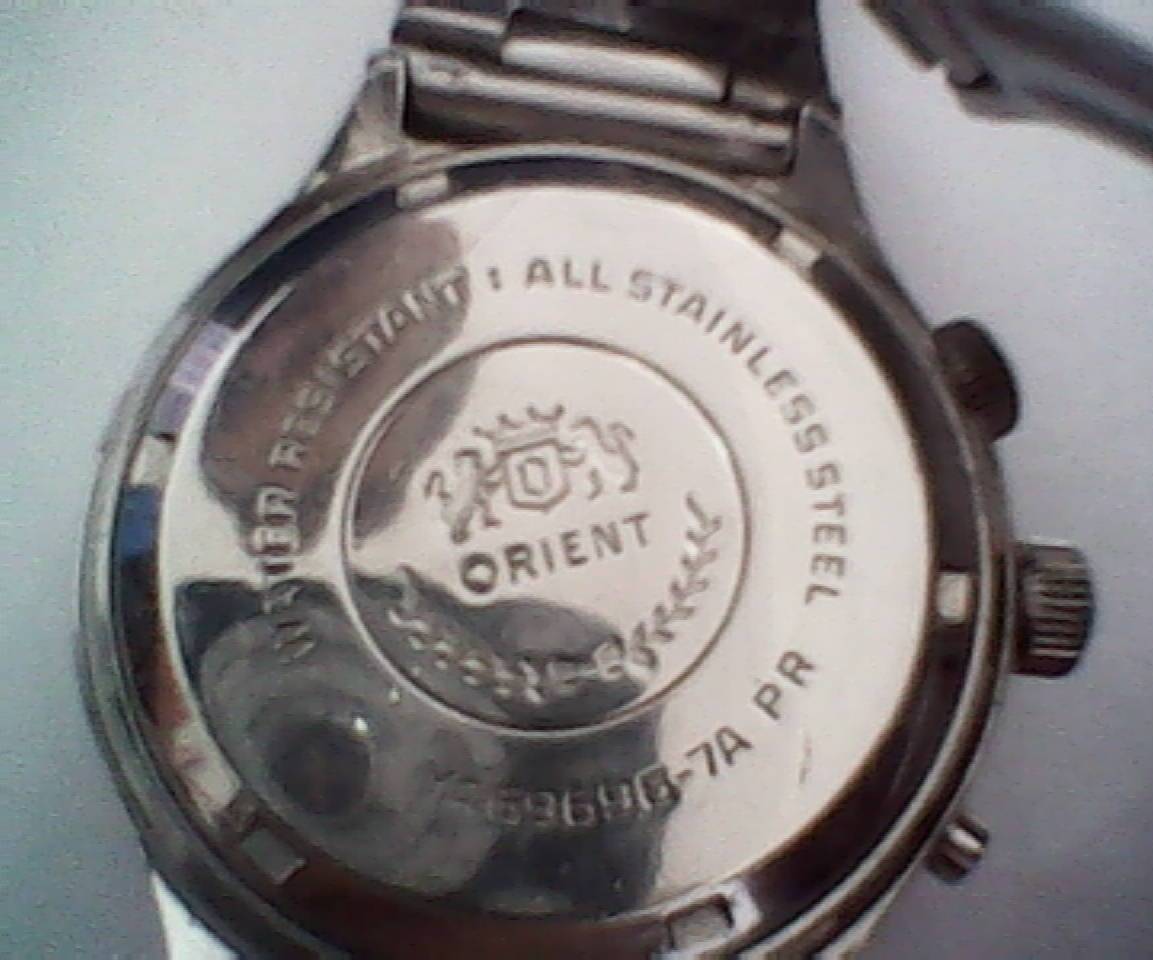 WATER RESISTANT : ALL STAINLESS STEEL
O
ORIENT
-7A PR